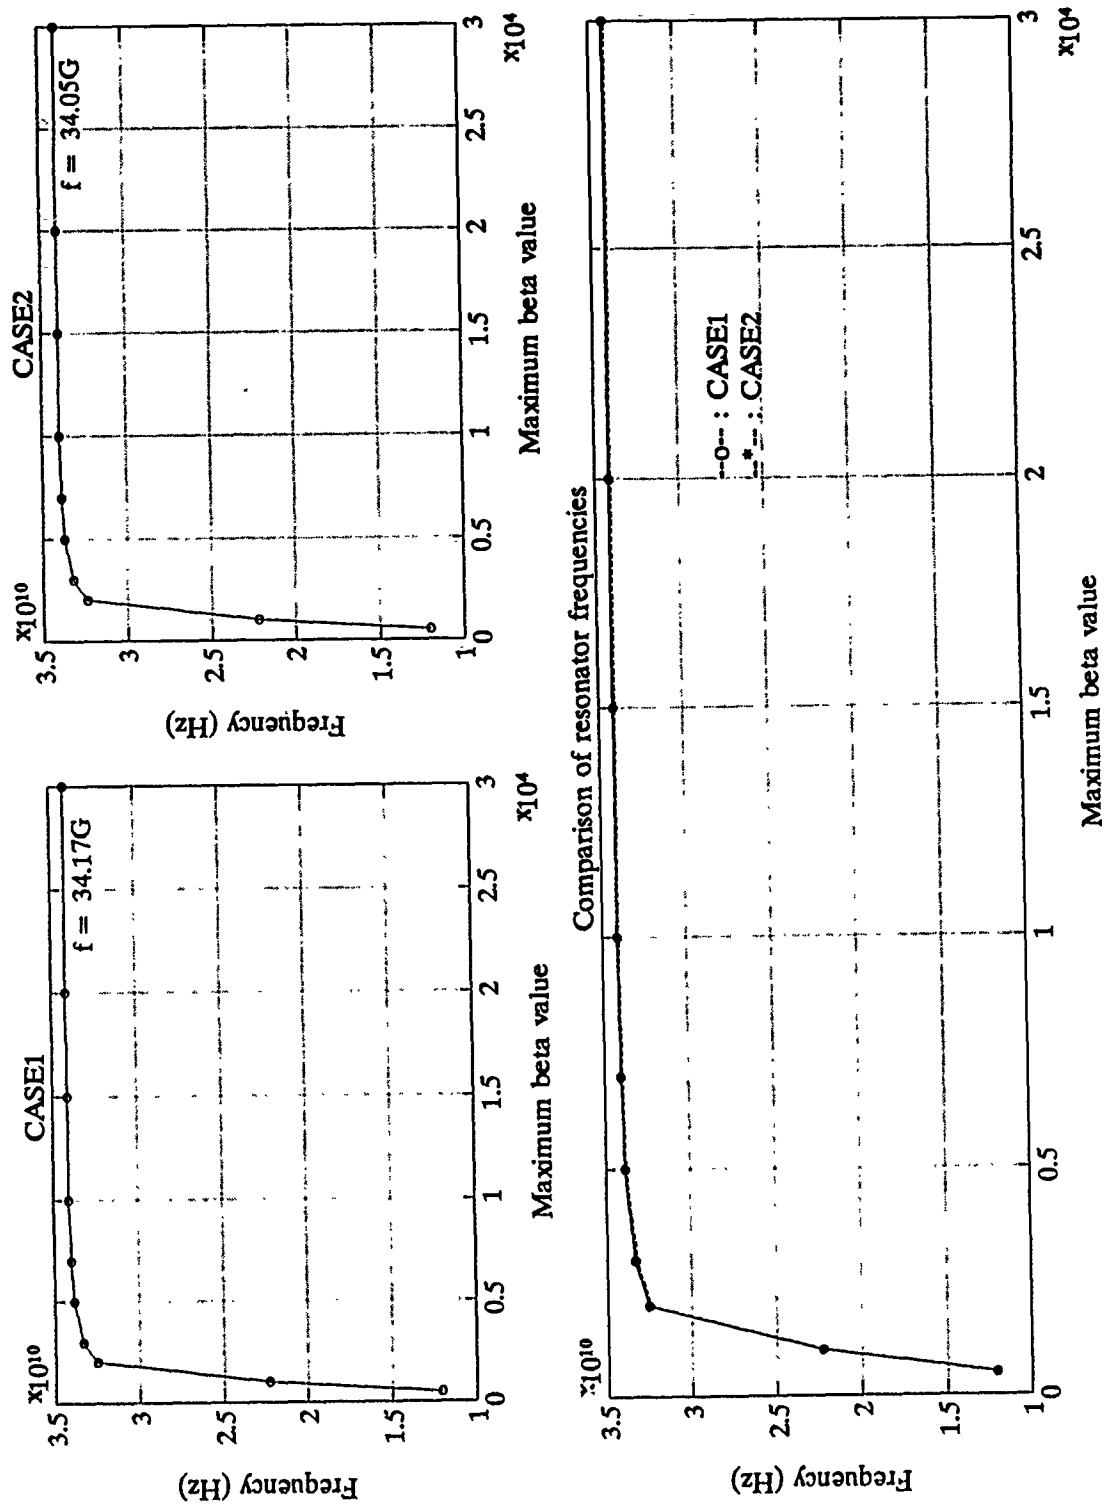 CASE1
x10¹⁰
3.5
3
2.5
2
1.5
1
Frequency (Hz)
f = 34.17G
0
0.5
1
1.5
2
2.5
3
x10⁴
Maximum beta value
CASE2
x10¹⁰
3.5
3
2.5
2
1.5
1
Frequency (Hz)
f = 34.05G
0
0.5
1
1.5
2
2.5
3
x10⁴
Maximum beta value
Comparison of resonator frequencies
x10¹⁰
3.5
3
2.5
2
1.5
1
Frequency (Hz)
--o-- : CASE1
--*-- : CASE2
0
0.5
1
1.5
2
2.5
3
x10⁴
Maximum beta value